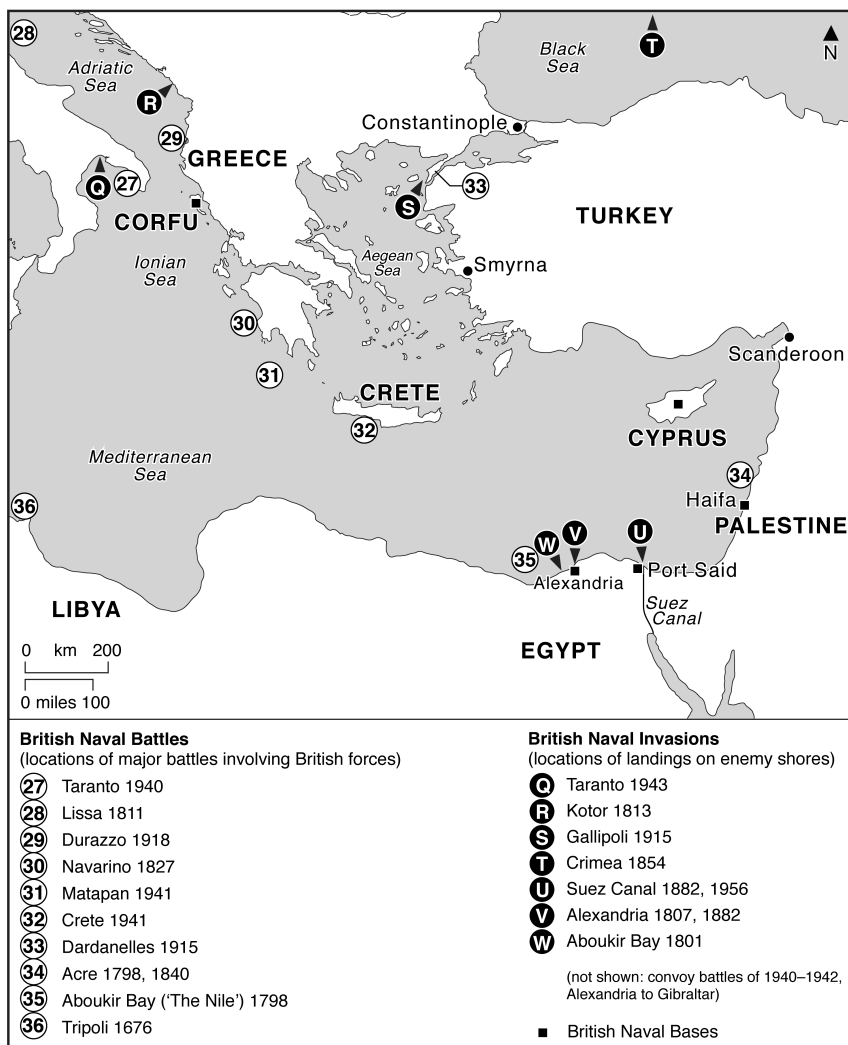 28
Adriatic
Sea
R
29
GREECE
Q
27
CORFU
Ionian
Sea
30
31
Black
Sea
T
N
Constantinople
33
S
TURKEY
Aegean
Sea
Smyrna
Scanderoon
CRETE
32
CYPRUS
Mediterranean
Sea
34
Haifa
PALESTINE
36
35
W
V
U
Alexandria
Port Said
Suez
Canal
LIBYA
EGYPT
0 km 200
0 miles 100
British Naval Battles
(locations of major battles involving British forces)
27 Taranto 1940
28 Lissa 1811
29 Durazzo 1918
30 Navarino 1827
31 Matapan 1941
32 Crete 1941
33 Dardanelles 1915
34 Acre 1798, 1840
35 Aboukir Bay (‘The Nile’) 1798
36 Tripoli 1676
British Naval Invasions
(locations of landings on enemy shores)
Q Taranto 1943
R Kotor 1813
S Gallipoli 1915
T Crimea 1854
U Suez Canal 1882, 1956
V Alexandria 1807, 1882
W Aboukir Bay 1801
(not shown: convoy battles of 1940–1942,
Alexandria to Gibraltar)
British Naval Bases